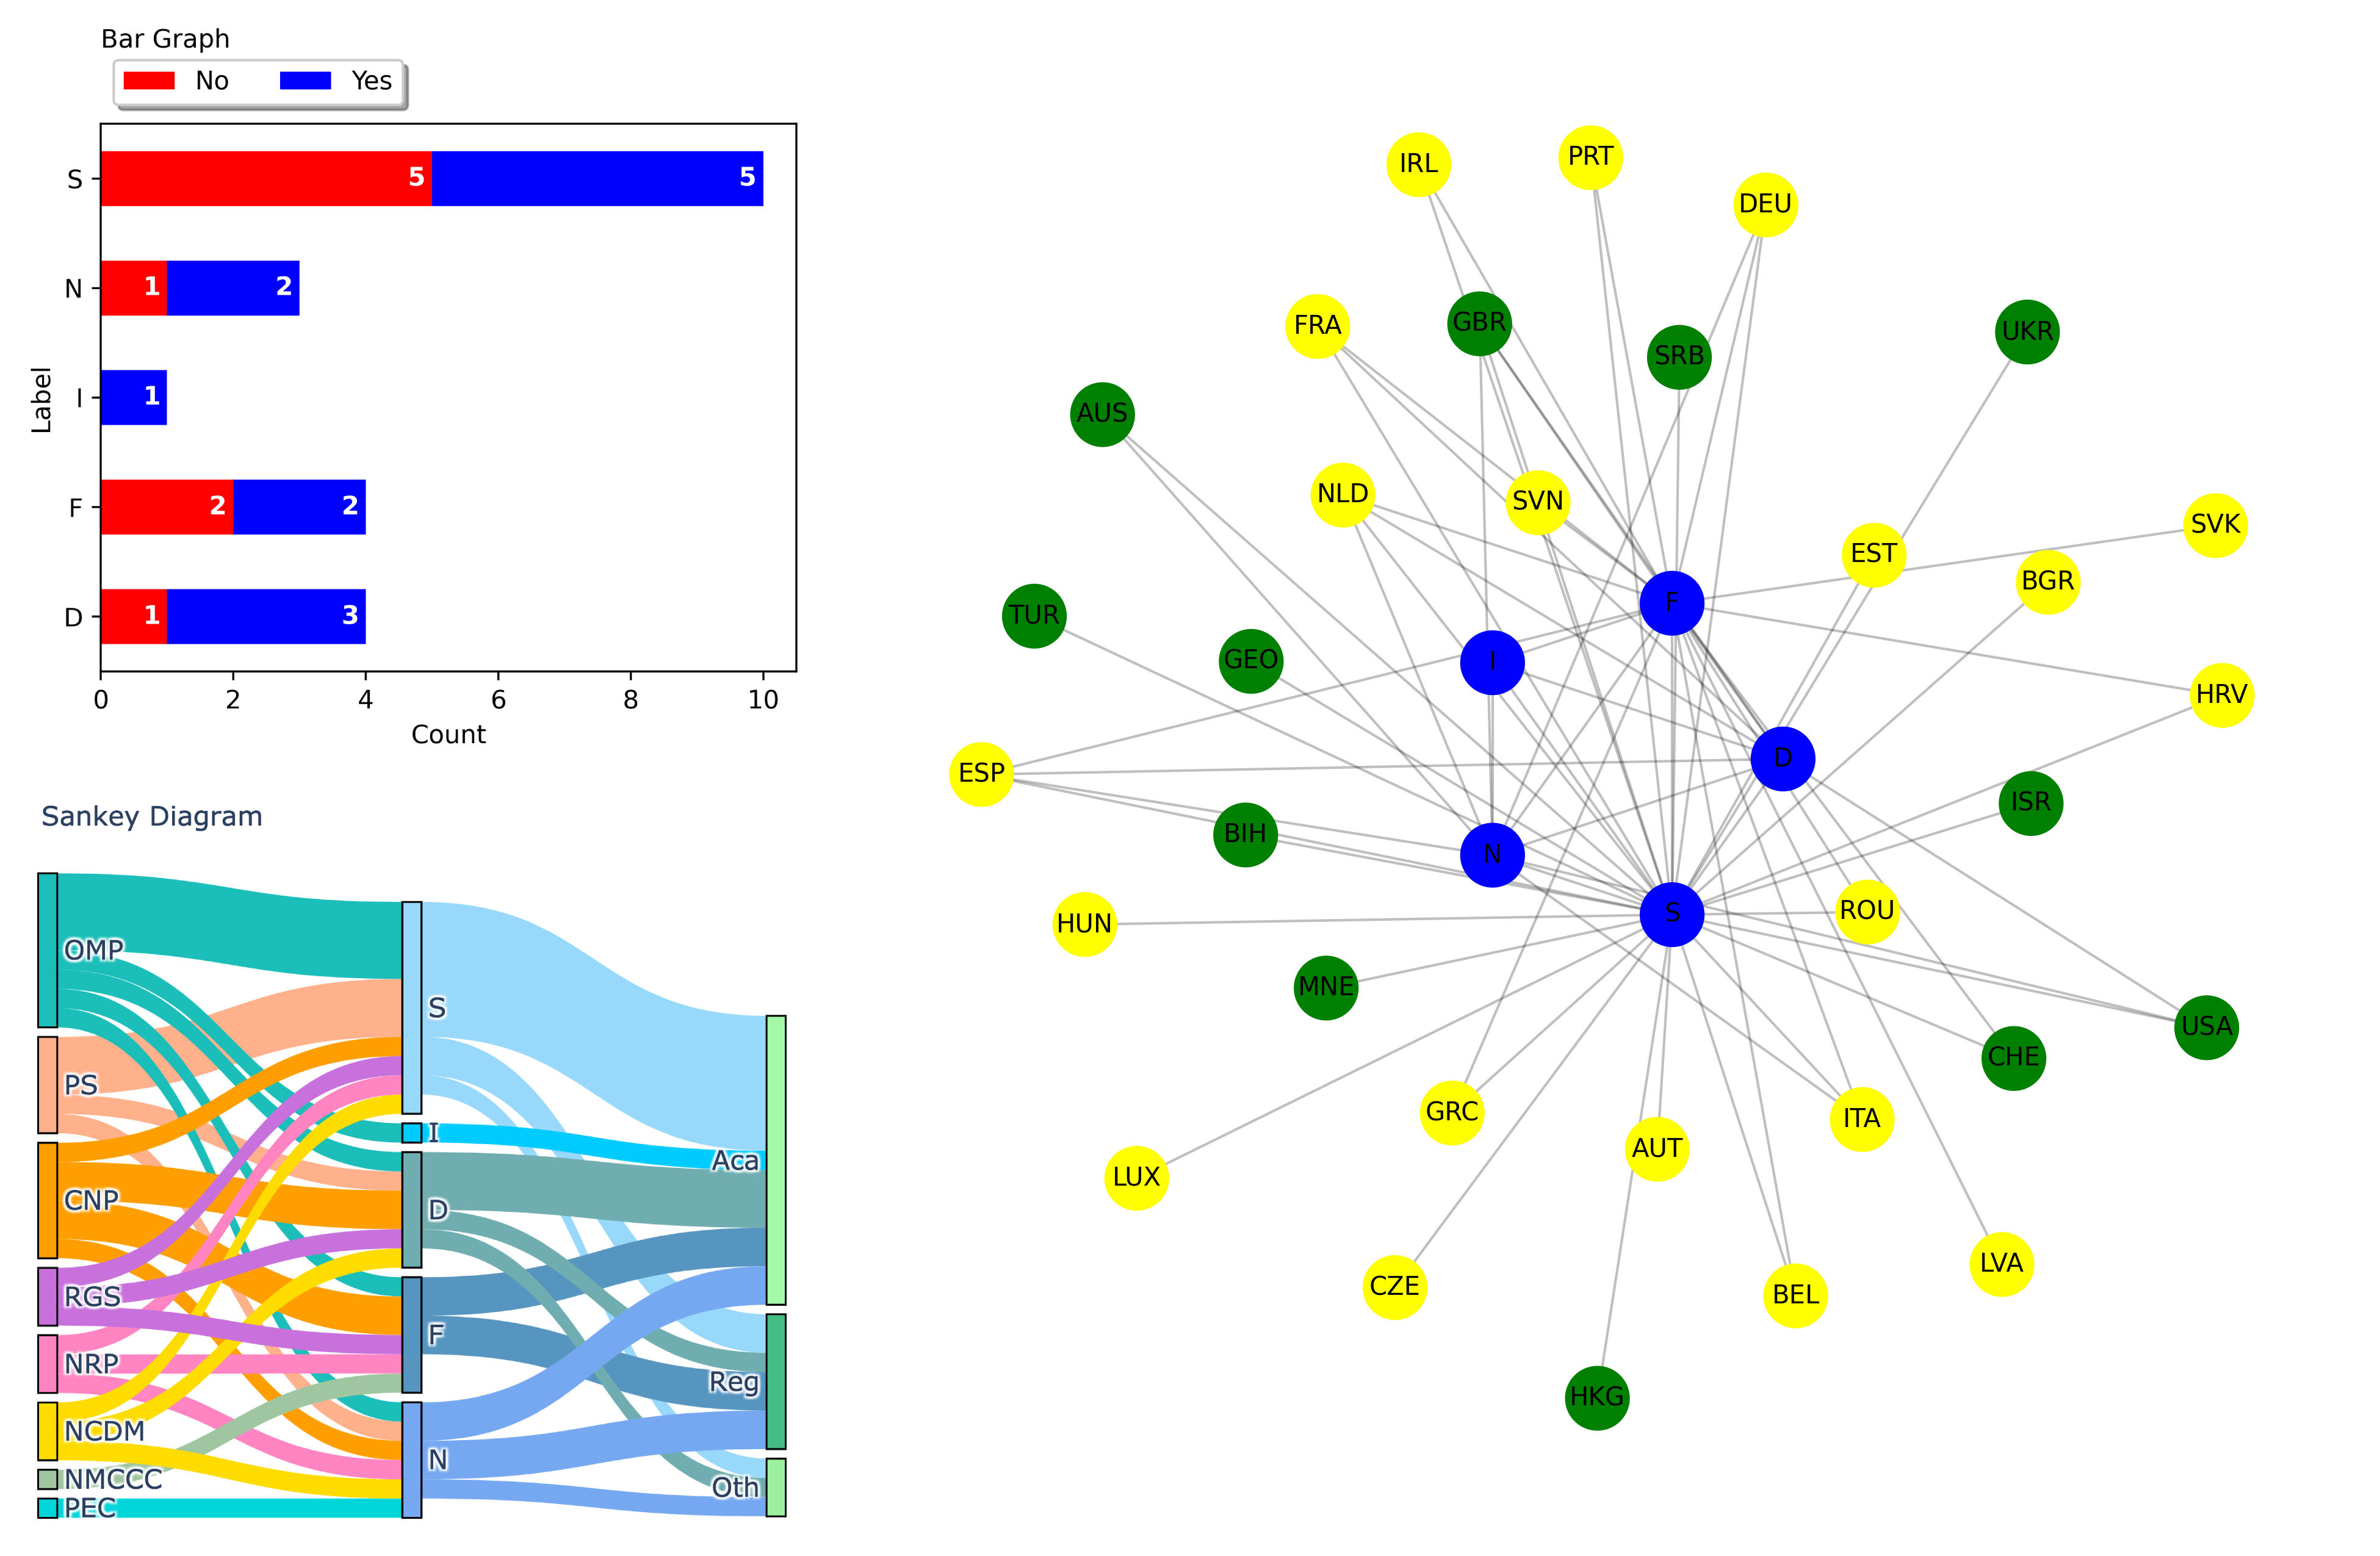 Bar Graph
No Yes
S 5 5
N 1 2
I 1
F 2 2
D 1 3
Label
0 2 4 6 8 10
Count
Sankey Diagram
OMP
PS
CNP
RGS
NRP
NCDM
NMCCC
PEC
S
I
D
F
N
Aca
Reg
Oth
IRL
PRT
DEU
FRA
GBR
SRB
UKR
AUS
NLD
SVN
SVK
EST
BGR
TUR
F
GEO
I
HRV
ESP
D
ISR
BIH
N
HUN
S
ROU
MNE
USA
CHE
GRC
ITA
AUT
LUX
LVA
CZE
BEL
HKG